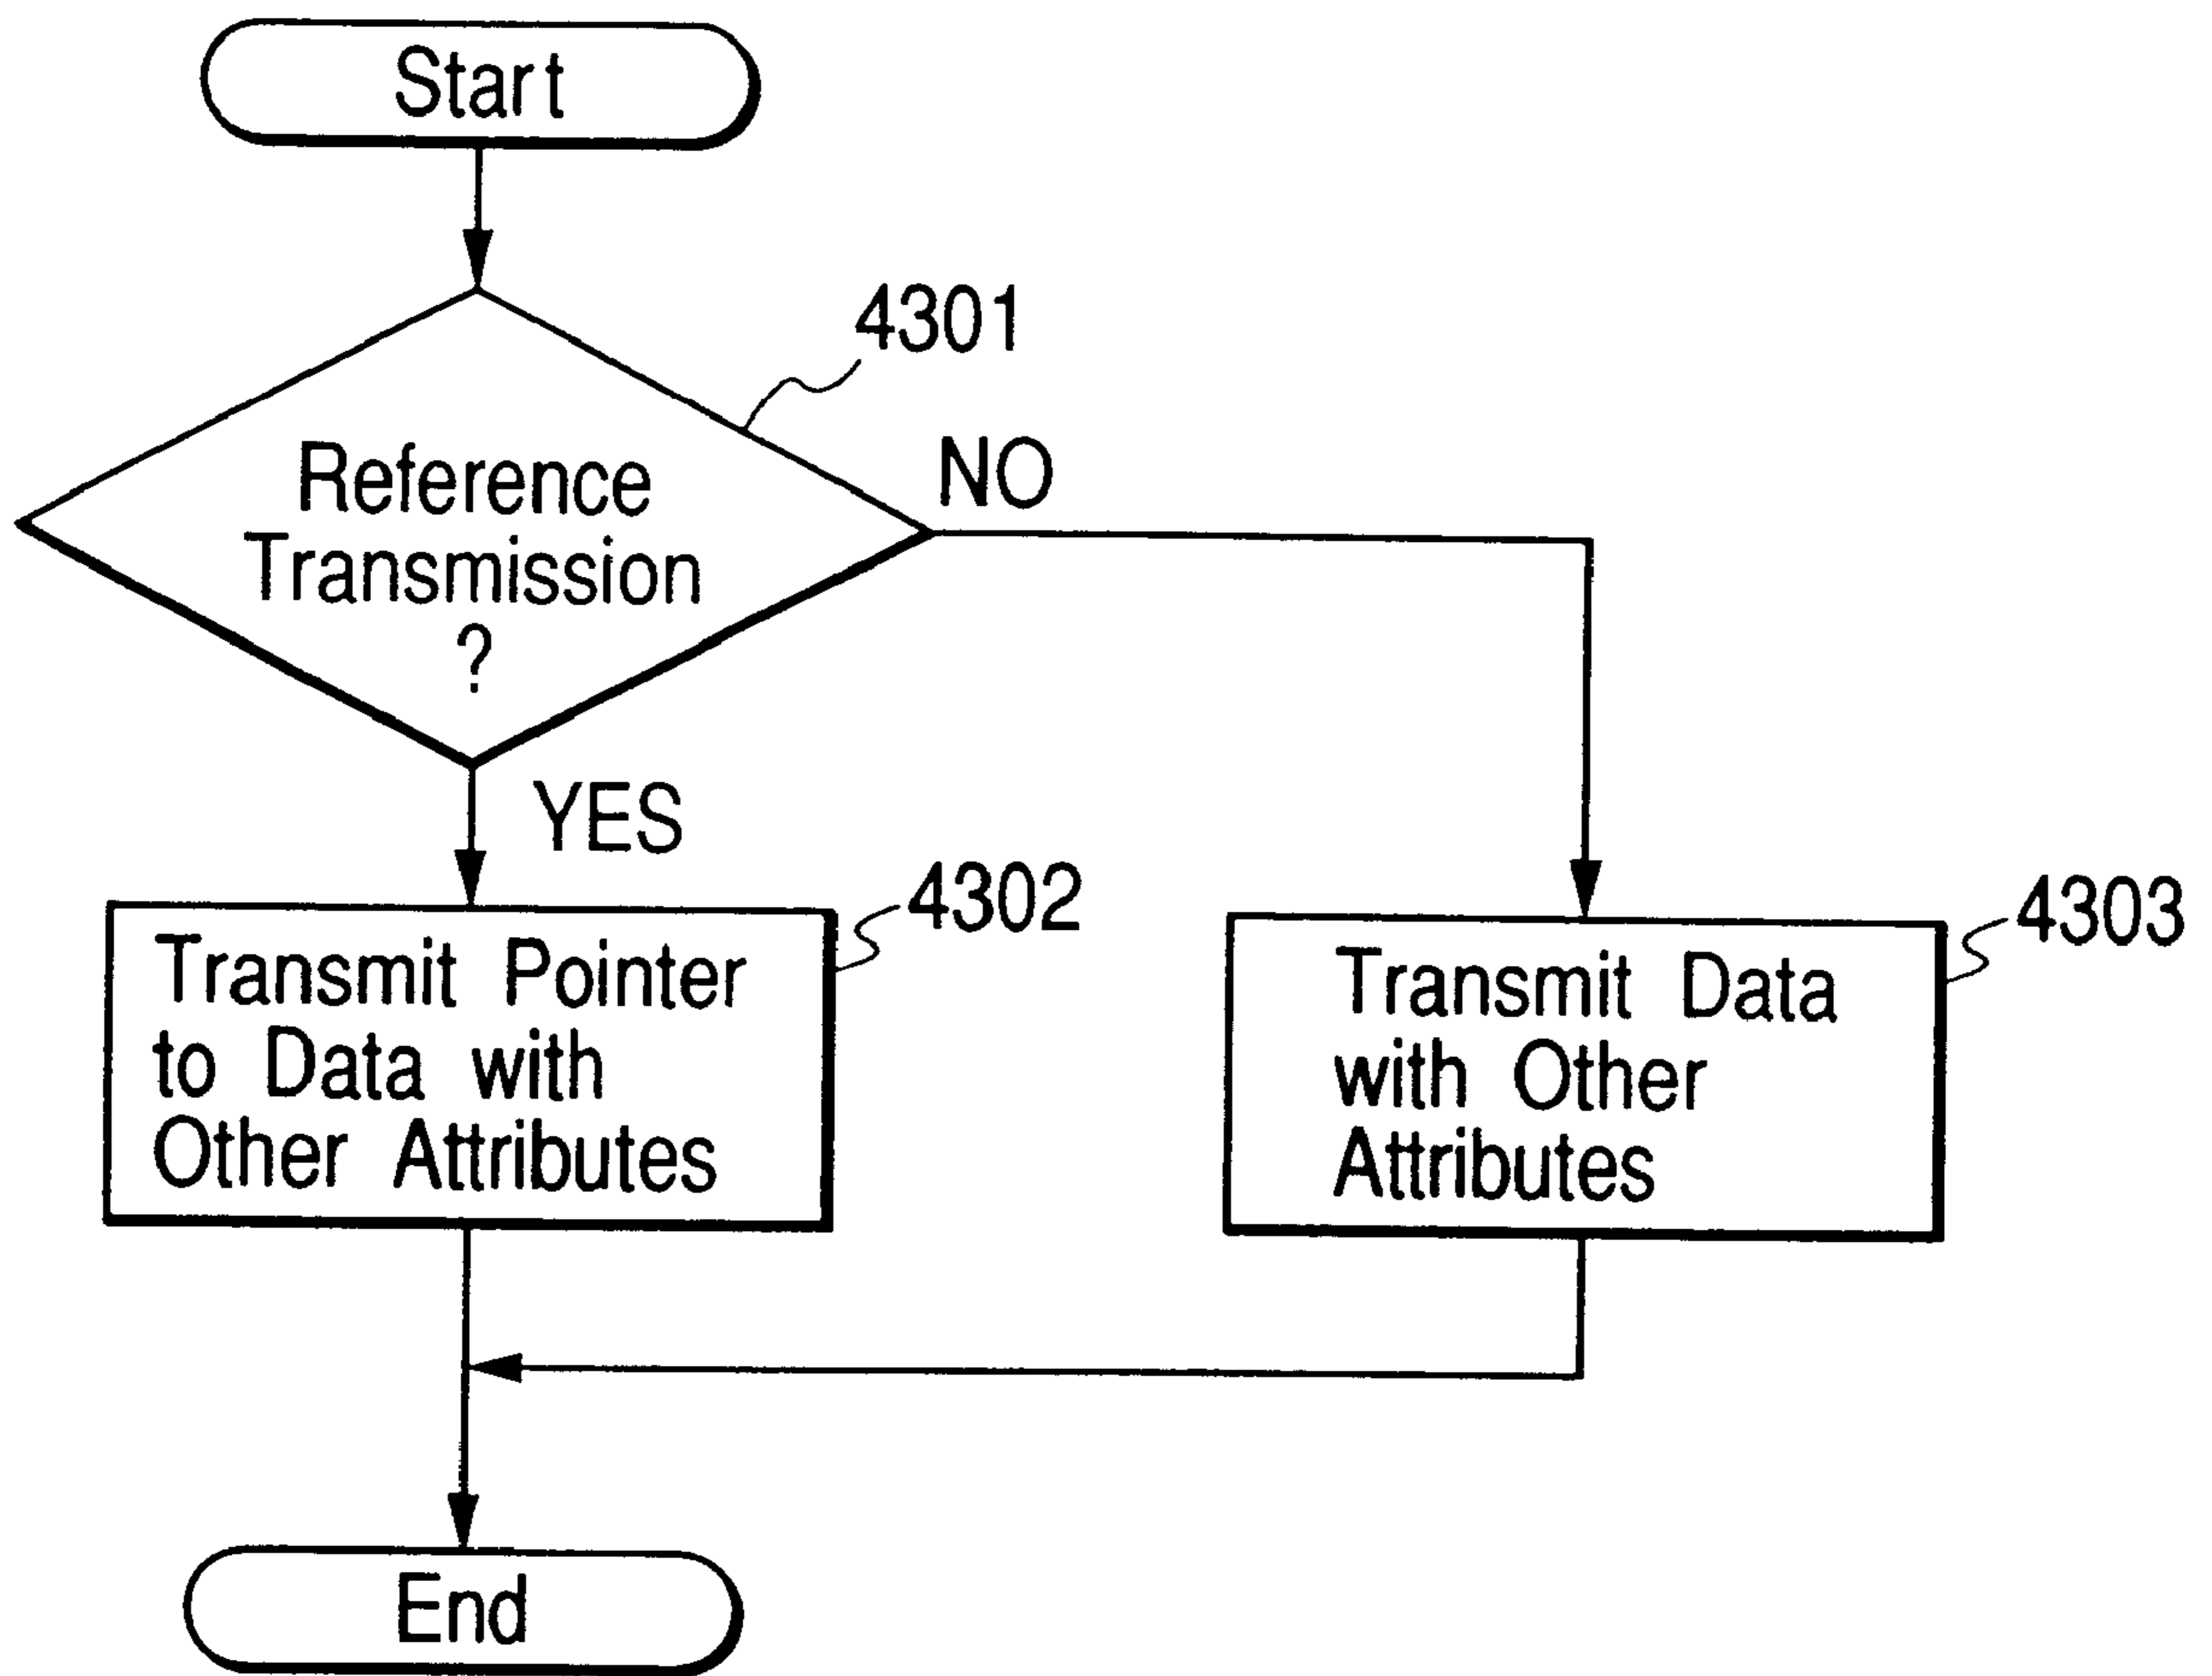 Start
4301
Reference
Transmission
?
NO
YES
4302
Transmit Pointer
to Data with
Other Attributes
4303
Transmit Data
with Other
Attributes
End